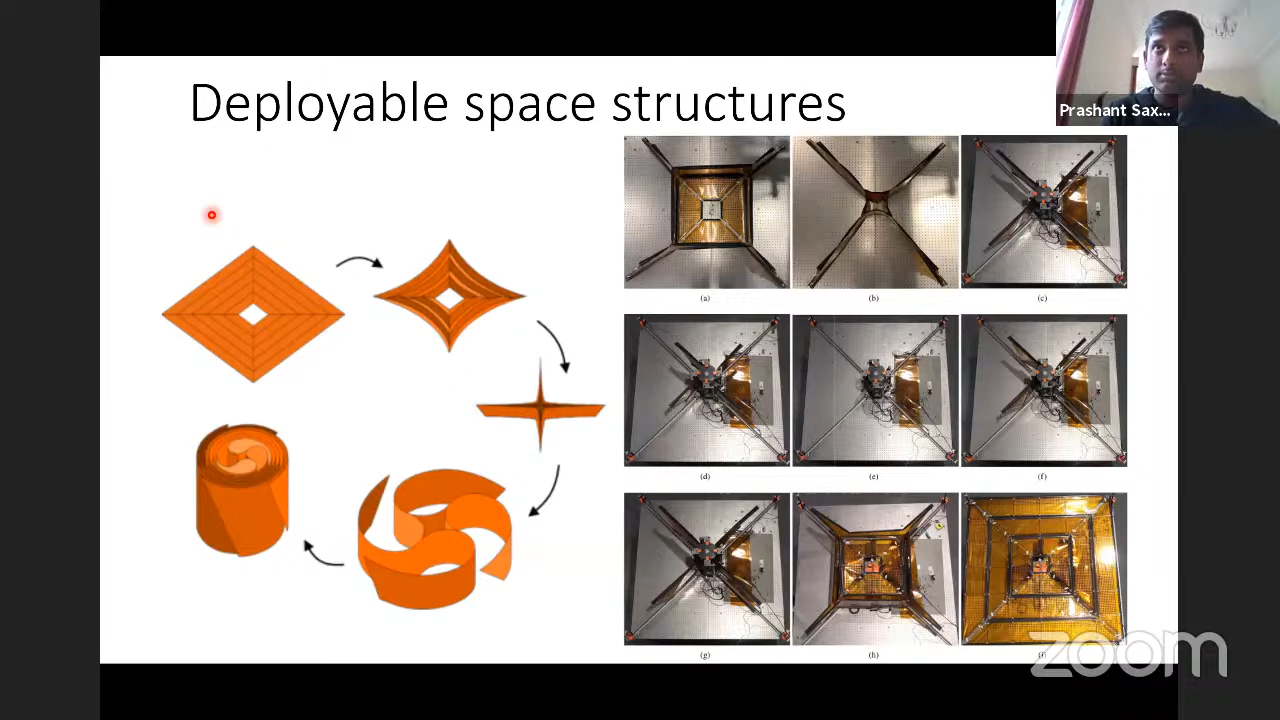 Deployable space structures
Prashant Sax...
(a)
(b)
(c)
(d)
(e)
(f)
(g)
(h)
(i)
zoom